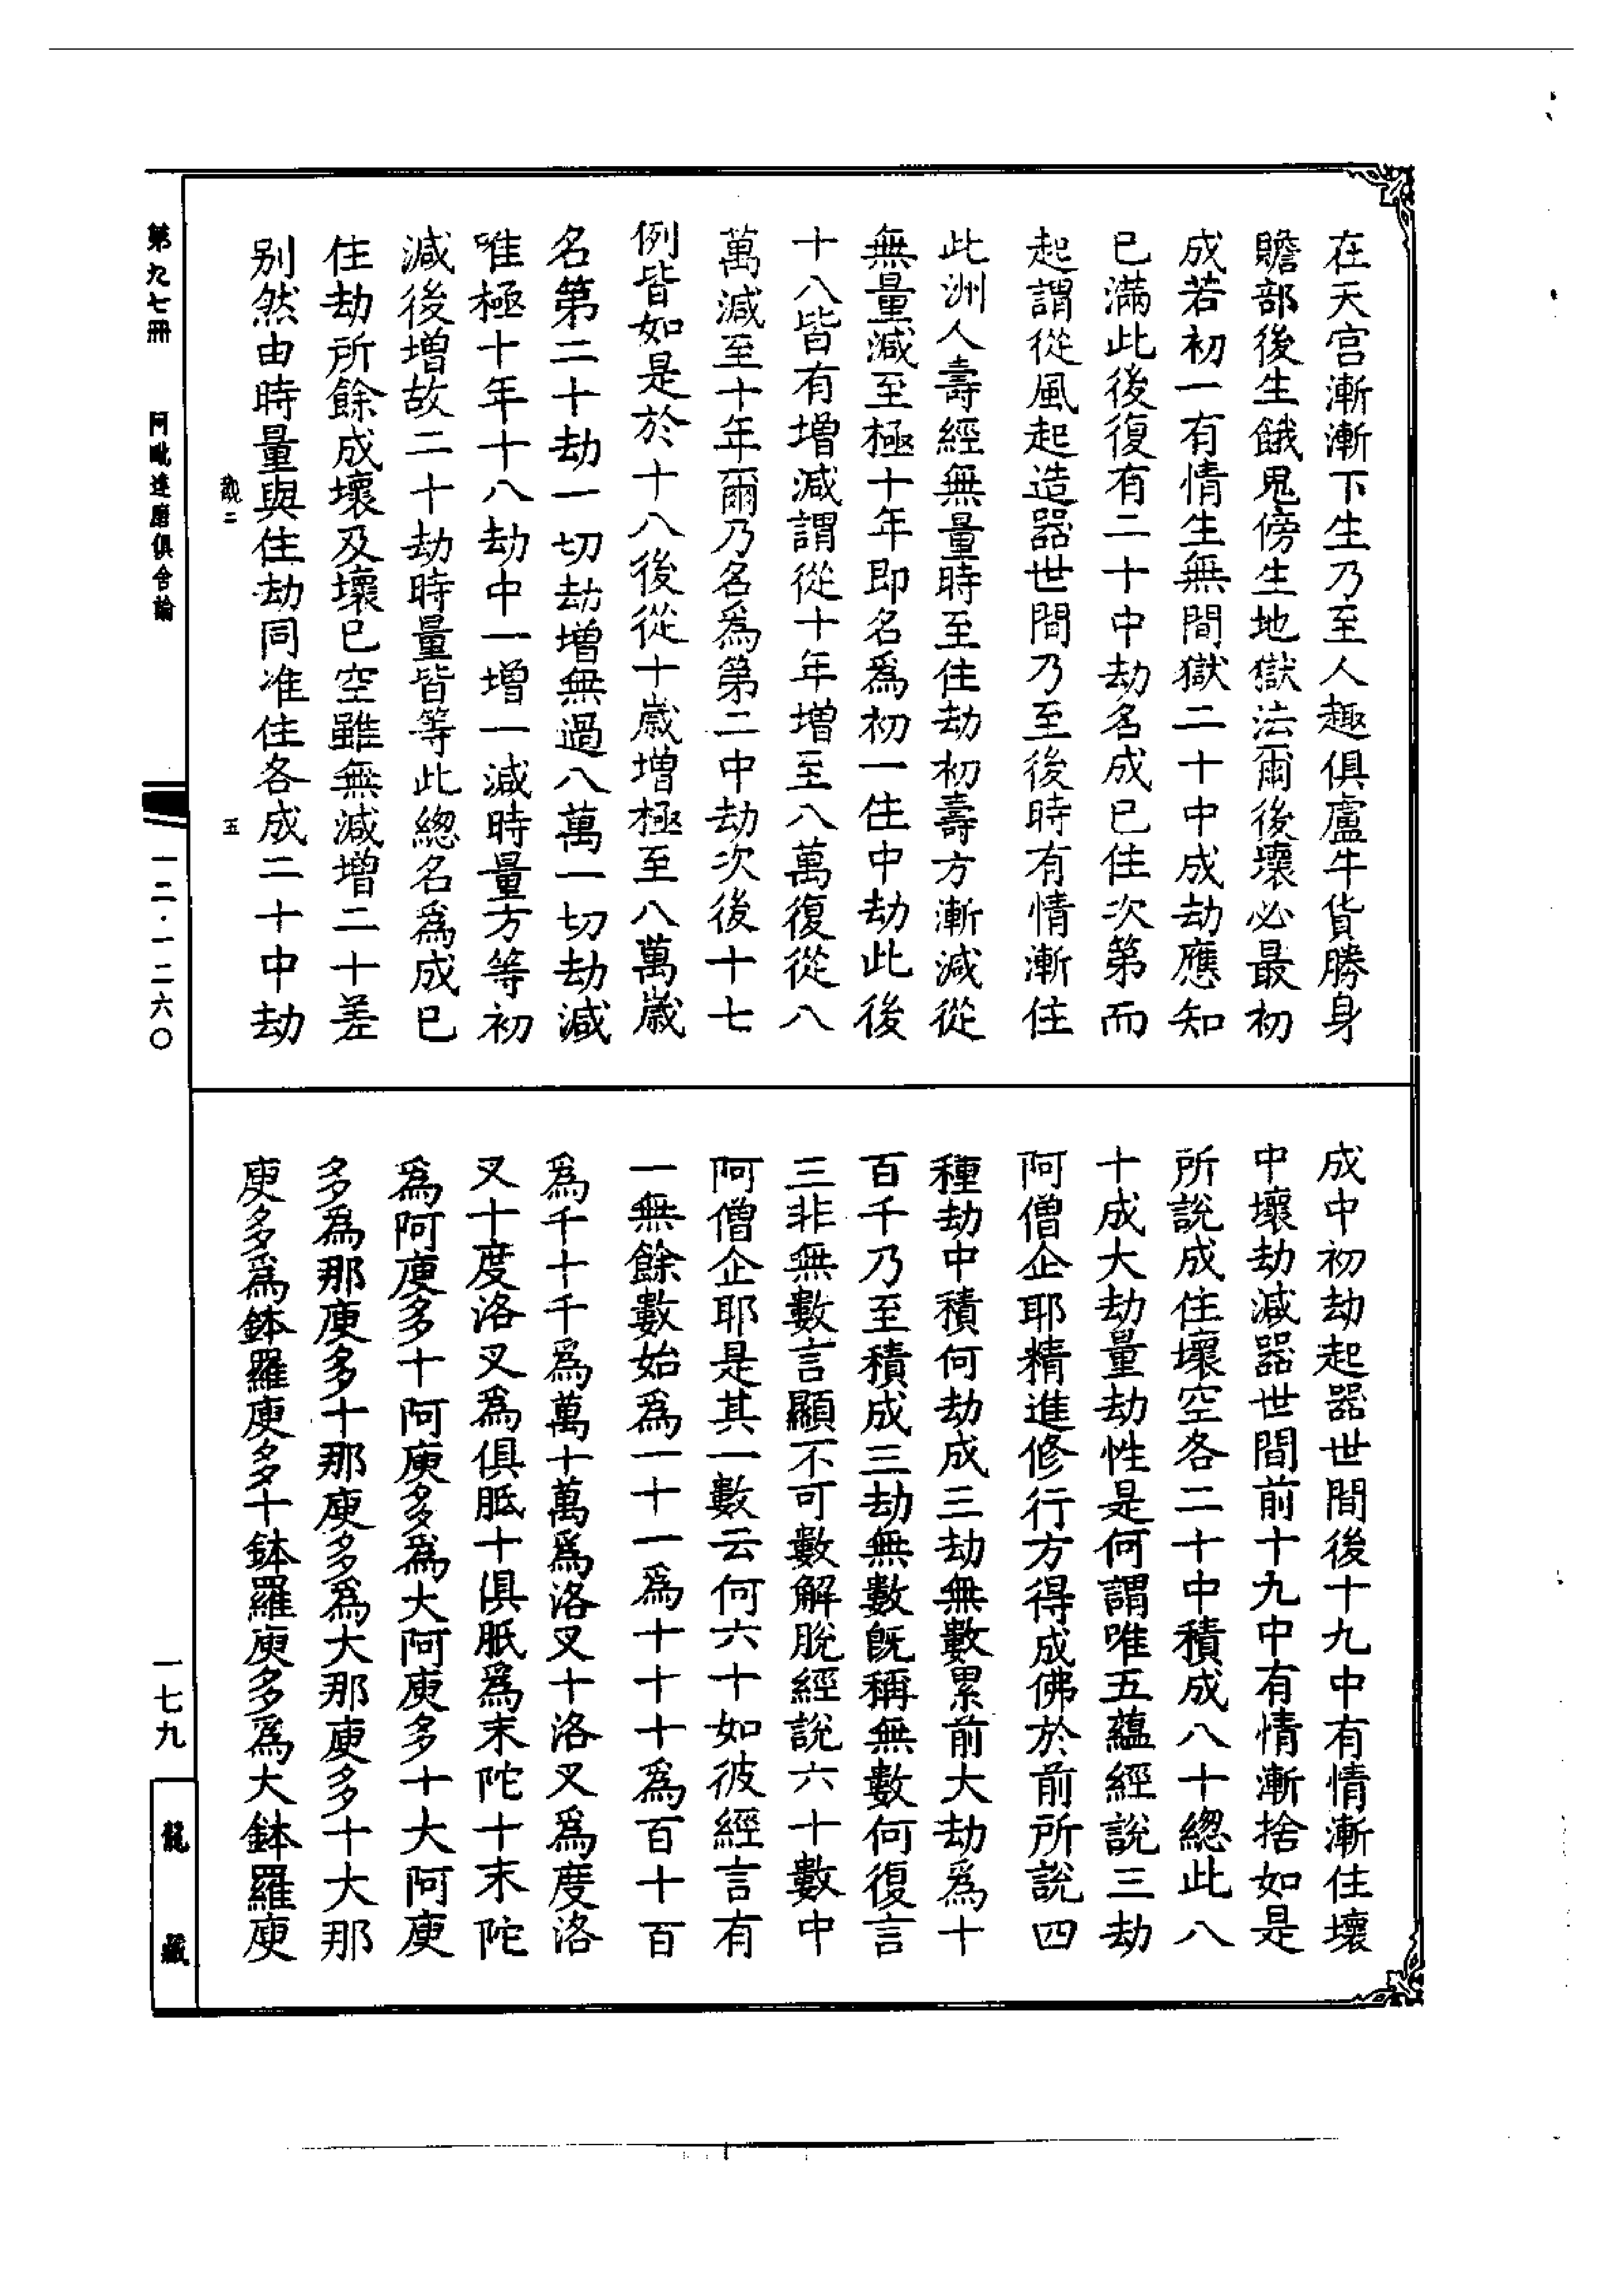 在天宮漸漸下生乃至人趣俱盧牛貨勝身
贍部後生餓鬼傍生地獄法爾後壞必最初
成若初一有情生無間獄二十中成劫應知
已滿此後復有二十中劫名成已住次第而
起謂從風起造器世間乃至後時有情漸住
此洲人壽經無量時至住劫初壽方漸減從
無量減至極十年即名爲初一住中劫此後
十八皆有增減謂從十年增至八萬復從八
萬減至十年爾乃名爲第二中劫次後十七
例皆如是於十八後從十歲增極至八萬歲
名第二十劫一切劫增無過八萬一切劫減
唯極十年十八劫中一增一減時量方等初
減後增故二十劫時量皆等此總名爲成已
住劫所餘成壞及壞已空雖無減增二十差
別然由時量與住劫同准住各成二十中劫
成中初劫起器世間後十九中有情漸住壞
中壞劫減器世間前十九中有情漸捨如是
所說成住壞空各二十中積成八十總此八
十成大劫量劫性是何謂唯五蘊經說三劫
阿僧企耶精進修行方得成佛於前所說四
種劫中積何劫成三劫無數累前大劫爲十
百千乃至積成三劫無數旣稱無數何復言
三非無數言顯不可數解脫經說六十數中
阿僧企耶是其一數云何六十如彼經言有
一無餘數始爲一十一爲十十十爲百十百
爲千十千爲萬十萬爲洛叉十洛叉爲度洛
叉十度洛叉爲俱胝十俱胝爲末陀十末陀
爲阿庾多十阿庾多爲大阿庾多十大阿庾
多爲那庾多十那庾多爲大那庾多十大那
庾多爲鉢羅庾多十鉢羅庾多爲大鉢羅庾
觀二
五
第九七冊 阿毗達磨俱舍論
一二·一二六〇
一七九
龍藏